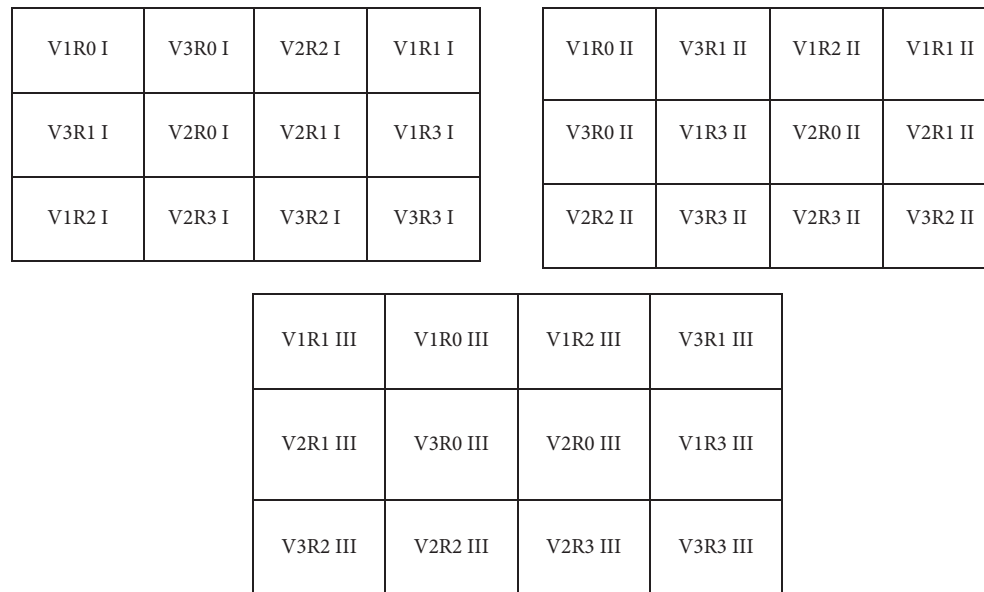 V1R0 I V3R0 I V2R2 I V1R1 I
V3R1 I V2R0 I V2R1 I V1R3 I
V1R2 I V2R3 I V3R2 I V3R3 I
V1R0 II V3R1 II V1R2 II V1R1 II
V3R0 II V1R3 II V2R0 II V2R1 II
V2R2 II V3R3 II V2R3 II V3R2 II
V1R1 III V1R0 III V1R2 III V3R1 III
V2R1 III V3R0 III V2R0 III V1R3 III
V3R2 III V2R2 III V2R3 III V3R3 III